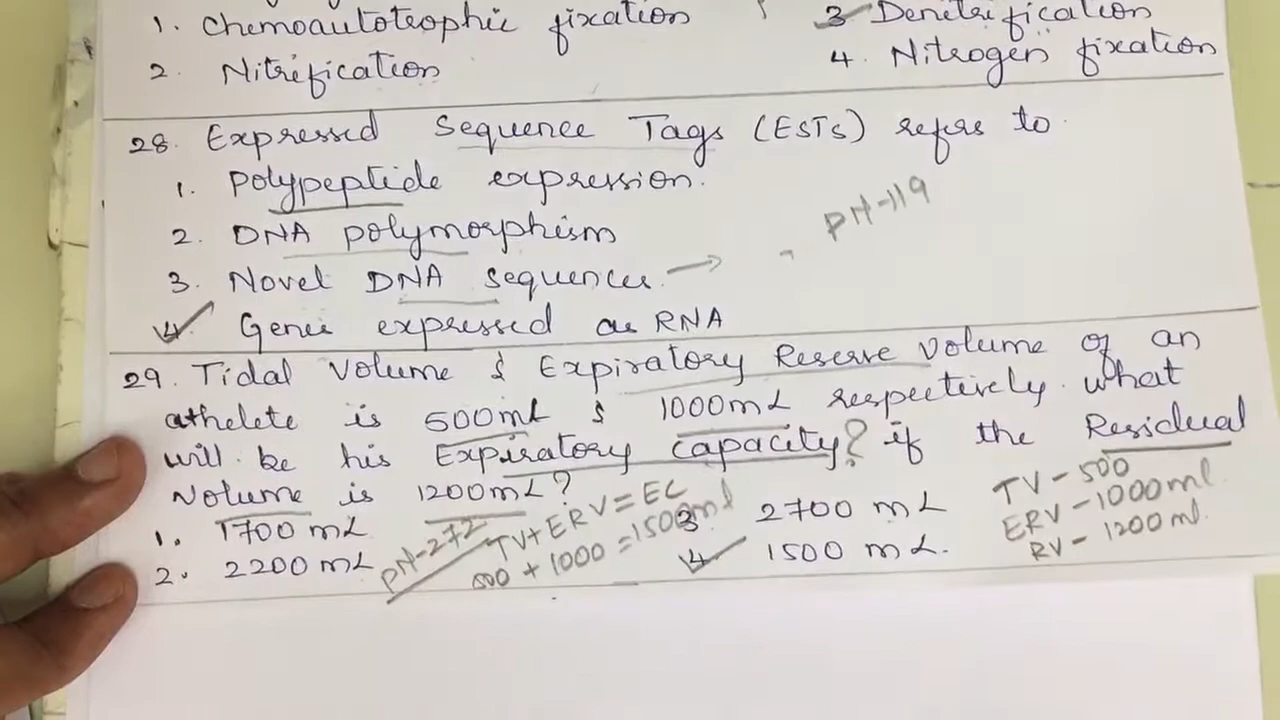 1. Chemoautotrophic fixation
3 Denitrification
2. Nitrification
4. Nitrogen fixation
28. Expressed Sequence Tags (ESTs) refers to
1. polypeptide expression.
2. DNA polymorphism
3. Novel DNA sequences →
PN-119
4 Genes expressed as RNA
29. Tidal Volume & Expiratory Reserve Volume of an
athelete is 500mL & 1000mL respectively. what
will be his Expiratory capacity? if the Residual
Volume is 1200mL?
1. 1700 mL
2. 2200 mL
PN-272
TV+ERV=EC
500 + 1000 = 1500ml
3 2700 mL
4 1500 mL.
TV - 500
ERV - 1000ml
RV - 1200ml.